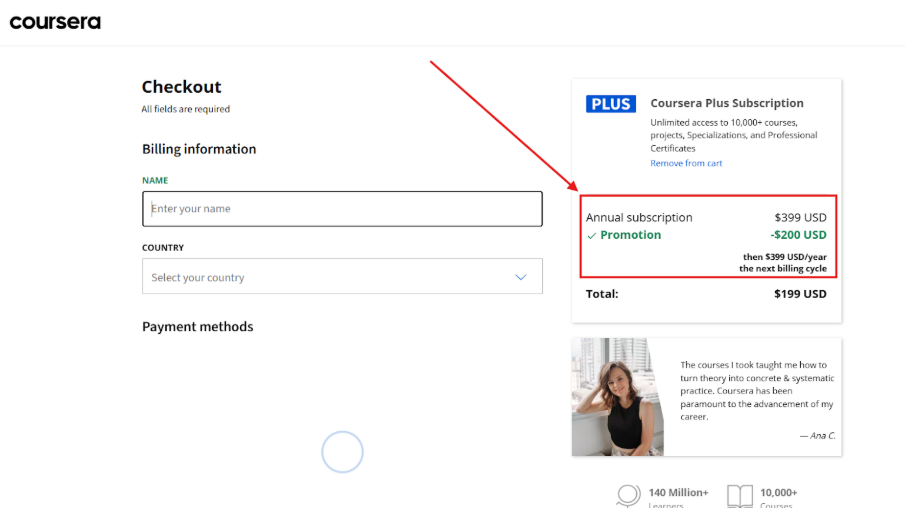 coursera
Checkout
All fields are required
Billing information
NAME
Enter your name
COUNTRY
Select your country
Payment methods
PLUS
Coursera Plus Subscription
Unlimited access to 10,000+ courses,
projects, Specializations, and Professional
Certificates
Remove from cart
Annual subscription $399 USD
Promotion -$200 USD
then $399 USD/year
the next billing cycle
Total: $199 USD
The courses I took taught me how to
turn theory into concrete & systematic
practice. Coursera has been
paramount to the advancement of my
career.
— Ana C.
140 Million+ 10,000+
Learners Courses